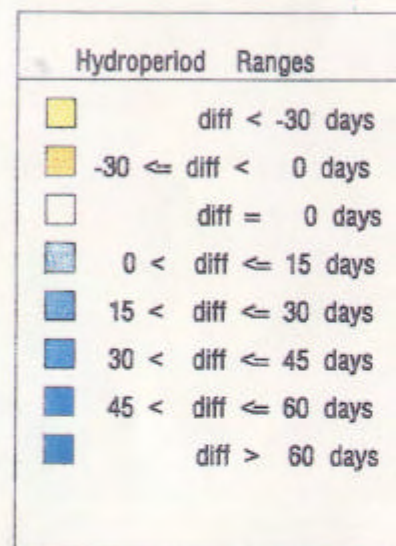 Hydroperiod Ranges
diff < -30 days
-30 <= diff < 0 days
diff = 0 days
0 < diff <= 15 days
15 < diff <= 30 days
30 < diff <= 45 days
45 < diff <= 60 days
diff > 60 days